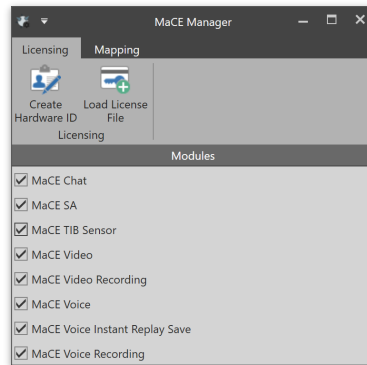 MaCE Manager
Licensing Mapping
Create Hardware ID
Load License File
Licensing
Modules
MaCE Chat
MaCE SA
MaCE TIB Sensor
MaCE Video
MaCE Video Recording
MaCE Voice
MaCE Voice Instant Replay Save
MaCE Voice Recording